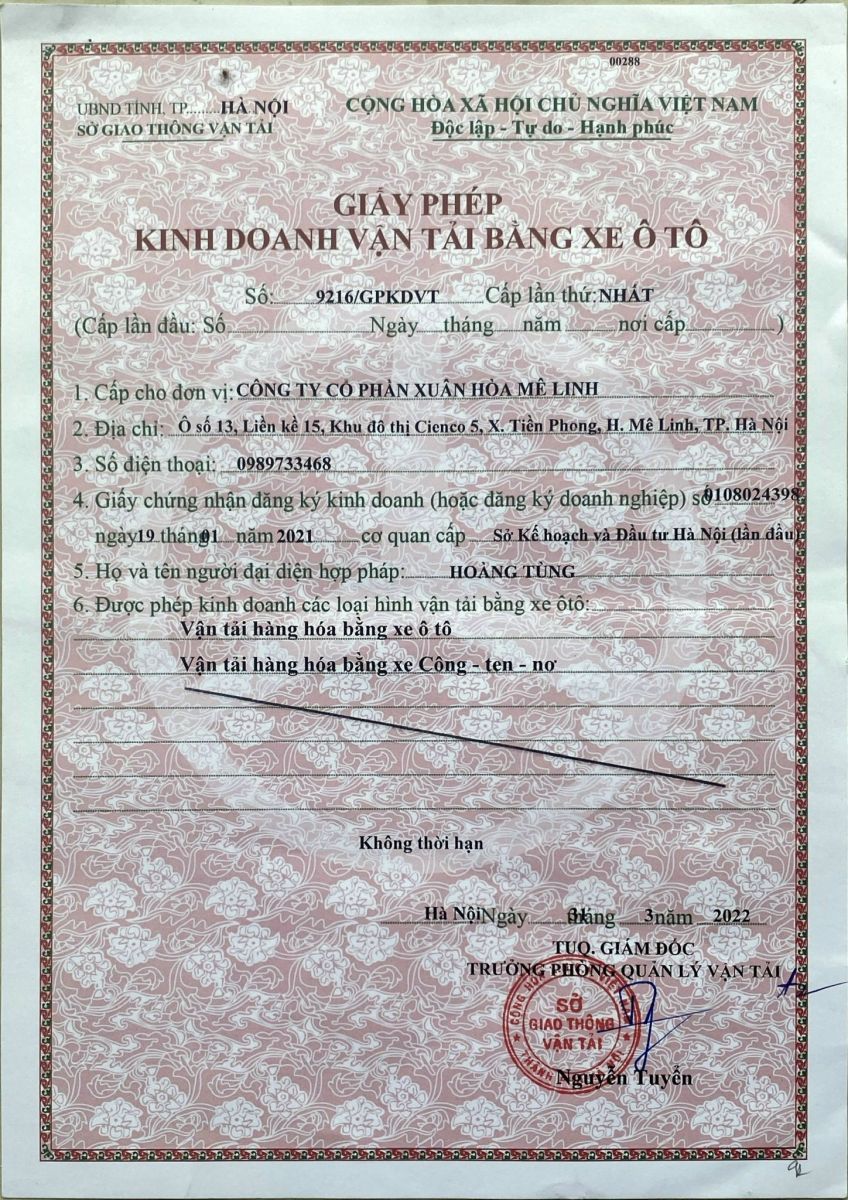 00288
UBND TỈNH, TP........HÀ NỘI
SỞ GIAO THÔNG VẬN TẢI
CỘNG HÒA XÃ HỘI CHỦ NGHĨA VIỆT NAM
Độc lập - Tự do - Hạnh phúc
GIẤY PHÉP
KINH DOANH VẬN TẢI BẰNG XE Ô TÔ
Số: 9216/GPKDVT Cấp lần thứ: NHẤT
(Cấp lần đầu: Số Ngày tháng năm nơi cấp )
1. Cấp cho đơn vị: CÔNG TY CỔ PHẦN XUÂN HÒA MÊ LINH
2. Địa chỉ: Ô số 13, Liền kề 15, Khu đô thị Cienco 5, X. Tiền Phong, H. Mê Linh, TP. Hà Nội
3. Số điện thoại: 0989733468
4. Giấy chứng nhận đăng ký kinh doanh (hoặc đăng ký doanh nghiệp) số 0108024398
ngày 19 tháng 01 năm 2021 cơ quan cấp Sở Kế hoạch và Đầu tư Hà Nội (lần đầu)
5. Họ và tên người đại diện hợp pháp: HOÀNG TÙNG
6. Được phép kinh doanh các loại hình vận tải bằng xe ôtô:
Vận tải hàng hóa bằng xe ô tô
Vận tải hàng hóa bằng xe Công - ten - nơ
Không thời hạn
Hà Nội Ngày 31 tháng 3 năm 2022
TUQ. GIÁM ĐỐC
TRƯỞNG PHÒNG QUẢN LÝ VẬN TẢI
SỞ
GIAO THÔNG
VẬN TẢI
Nguyễn Tuyển